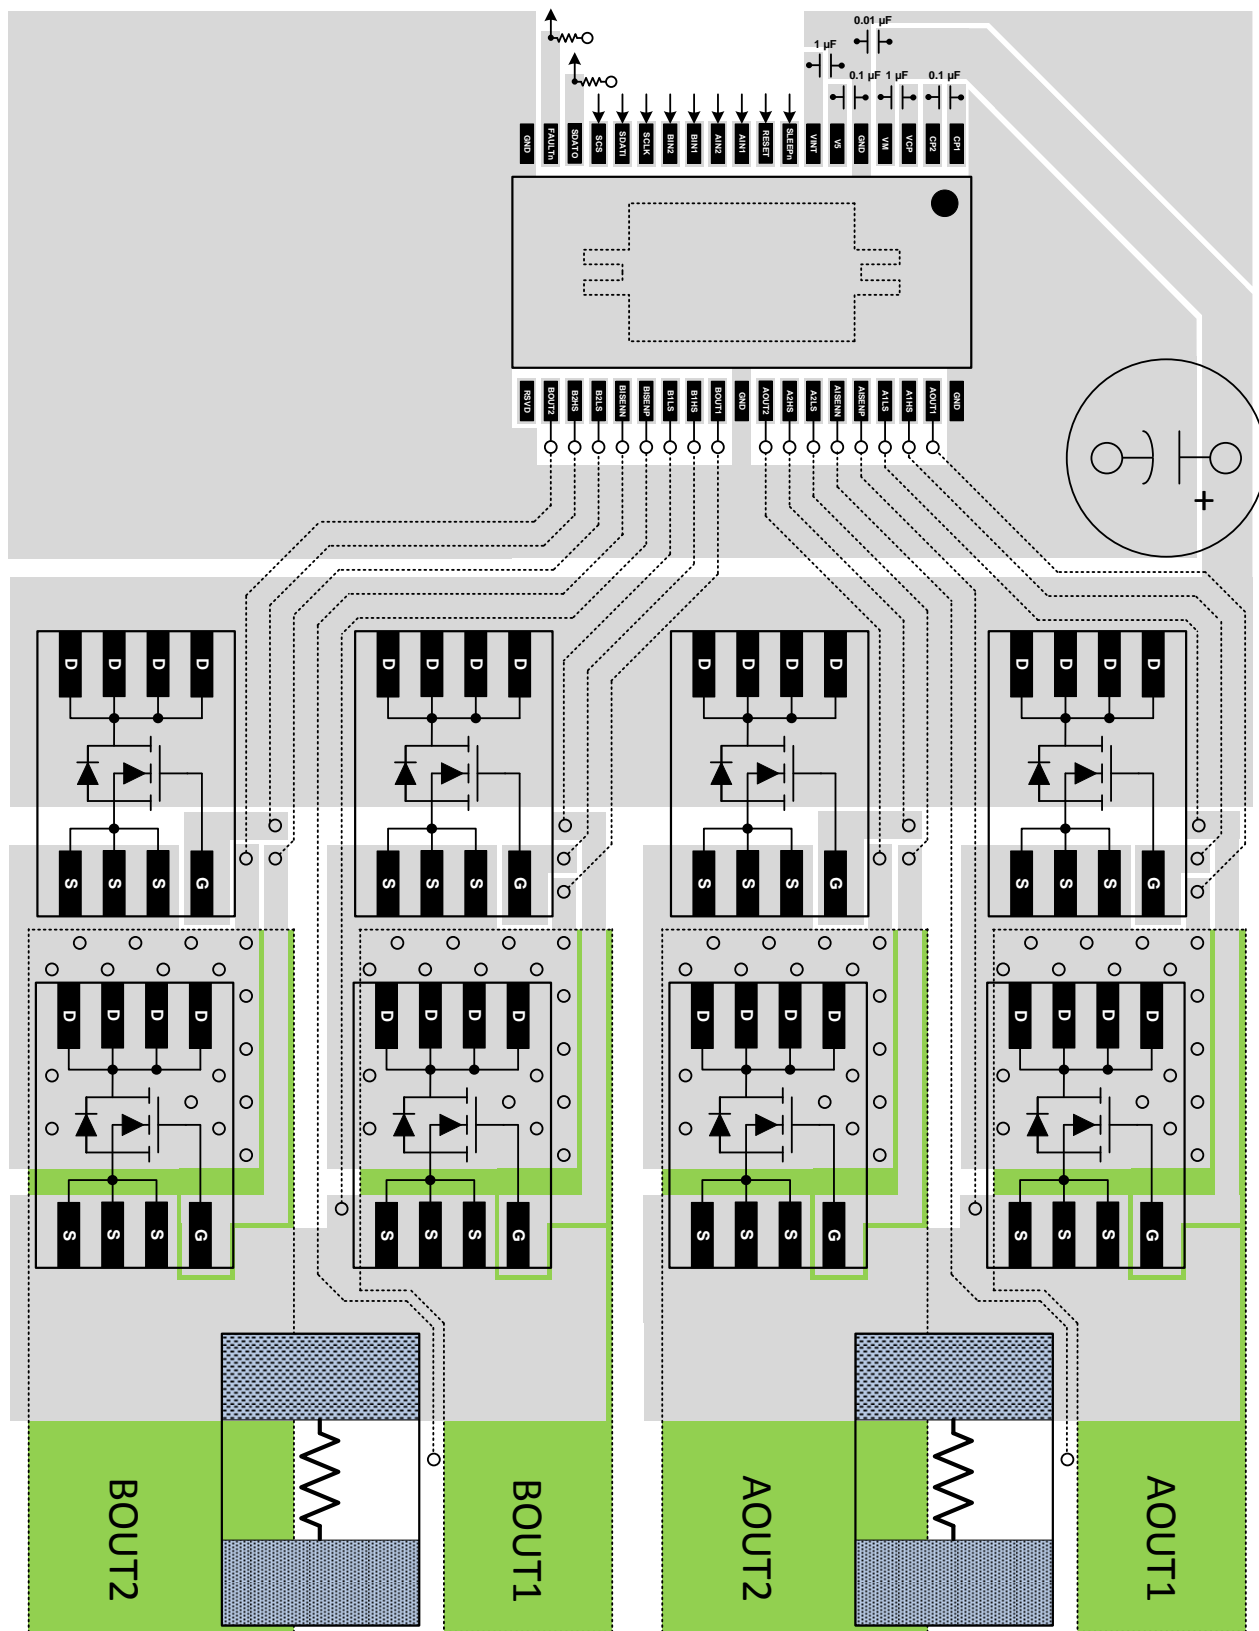 0.01 µF
1 µF
0.1 µF 1 µF 0.1 µF
GND FAULTn SDATO SCS SDATI SCLK BIN2 BIN1 AIN2 AIN1 RESET SLEEPn VINT V5 GND VM VCP CP2 CP1
RSVD BOUT2 B2HS B2LS BISENN BISENP B1LS B1HS BOUT1 GND AOUT2 A2HS A2LS AISENN AISENP A1LS A1HS AOUT1 GND
+
D D D D D D D D D D D D D D D D
S S S G S S S G S S S G S S S G
D D D D D D D D D D D D D D D D
S S S G S S S G S S S G S S S G
BOUT2 BOUT1 AOUT2 AOUT1